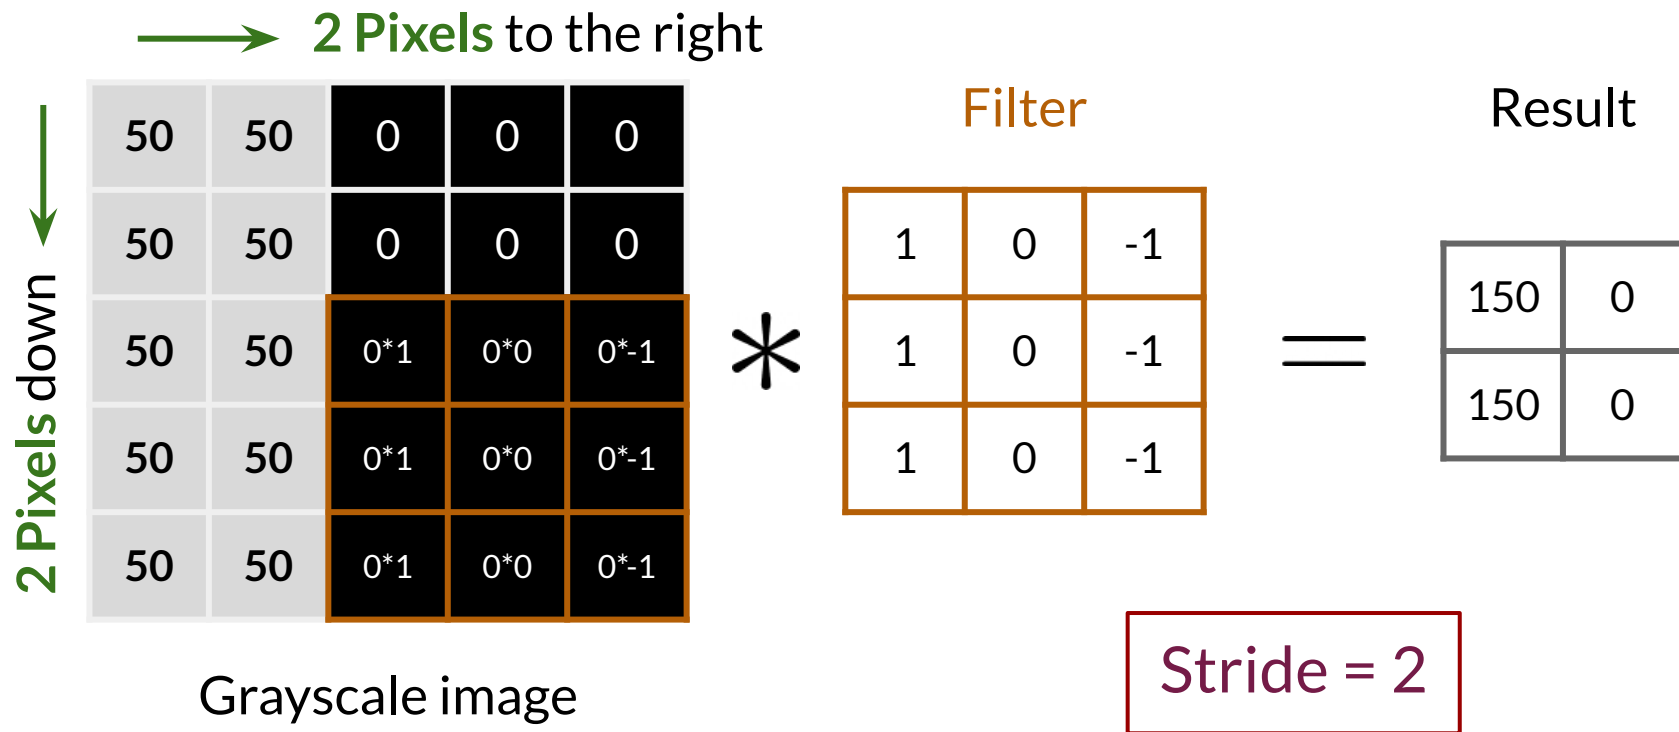 2 Pixels to the right
2 Pixels down
50 50 0 0 0
50 50 0 0 0
50 50 0*1 0*0 0*-1
50 50 0*1 0*0 0*-1
50 50 0*1 0*0 0*-1
Grayscale image
*
Filter
1 0 -1
1 0 -1
1 0 -1
=
Result
150 0
150 0
Stride = 2